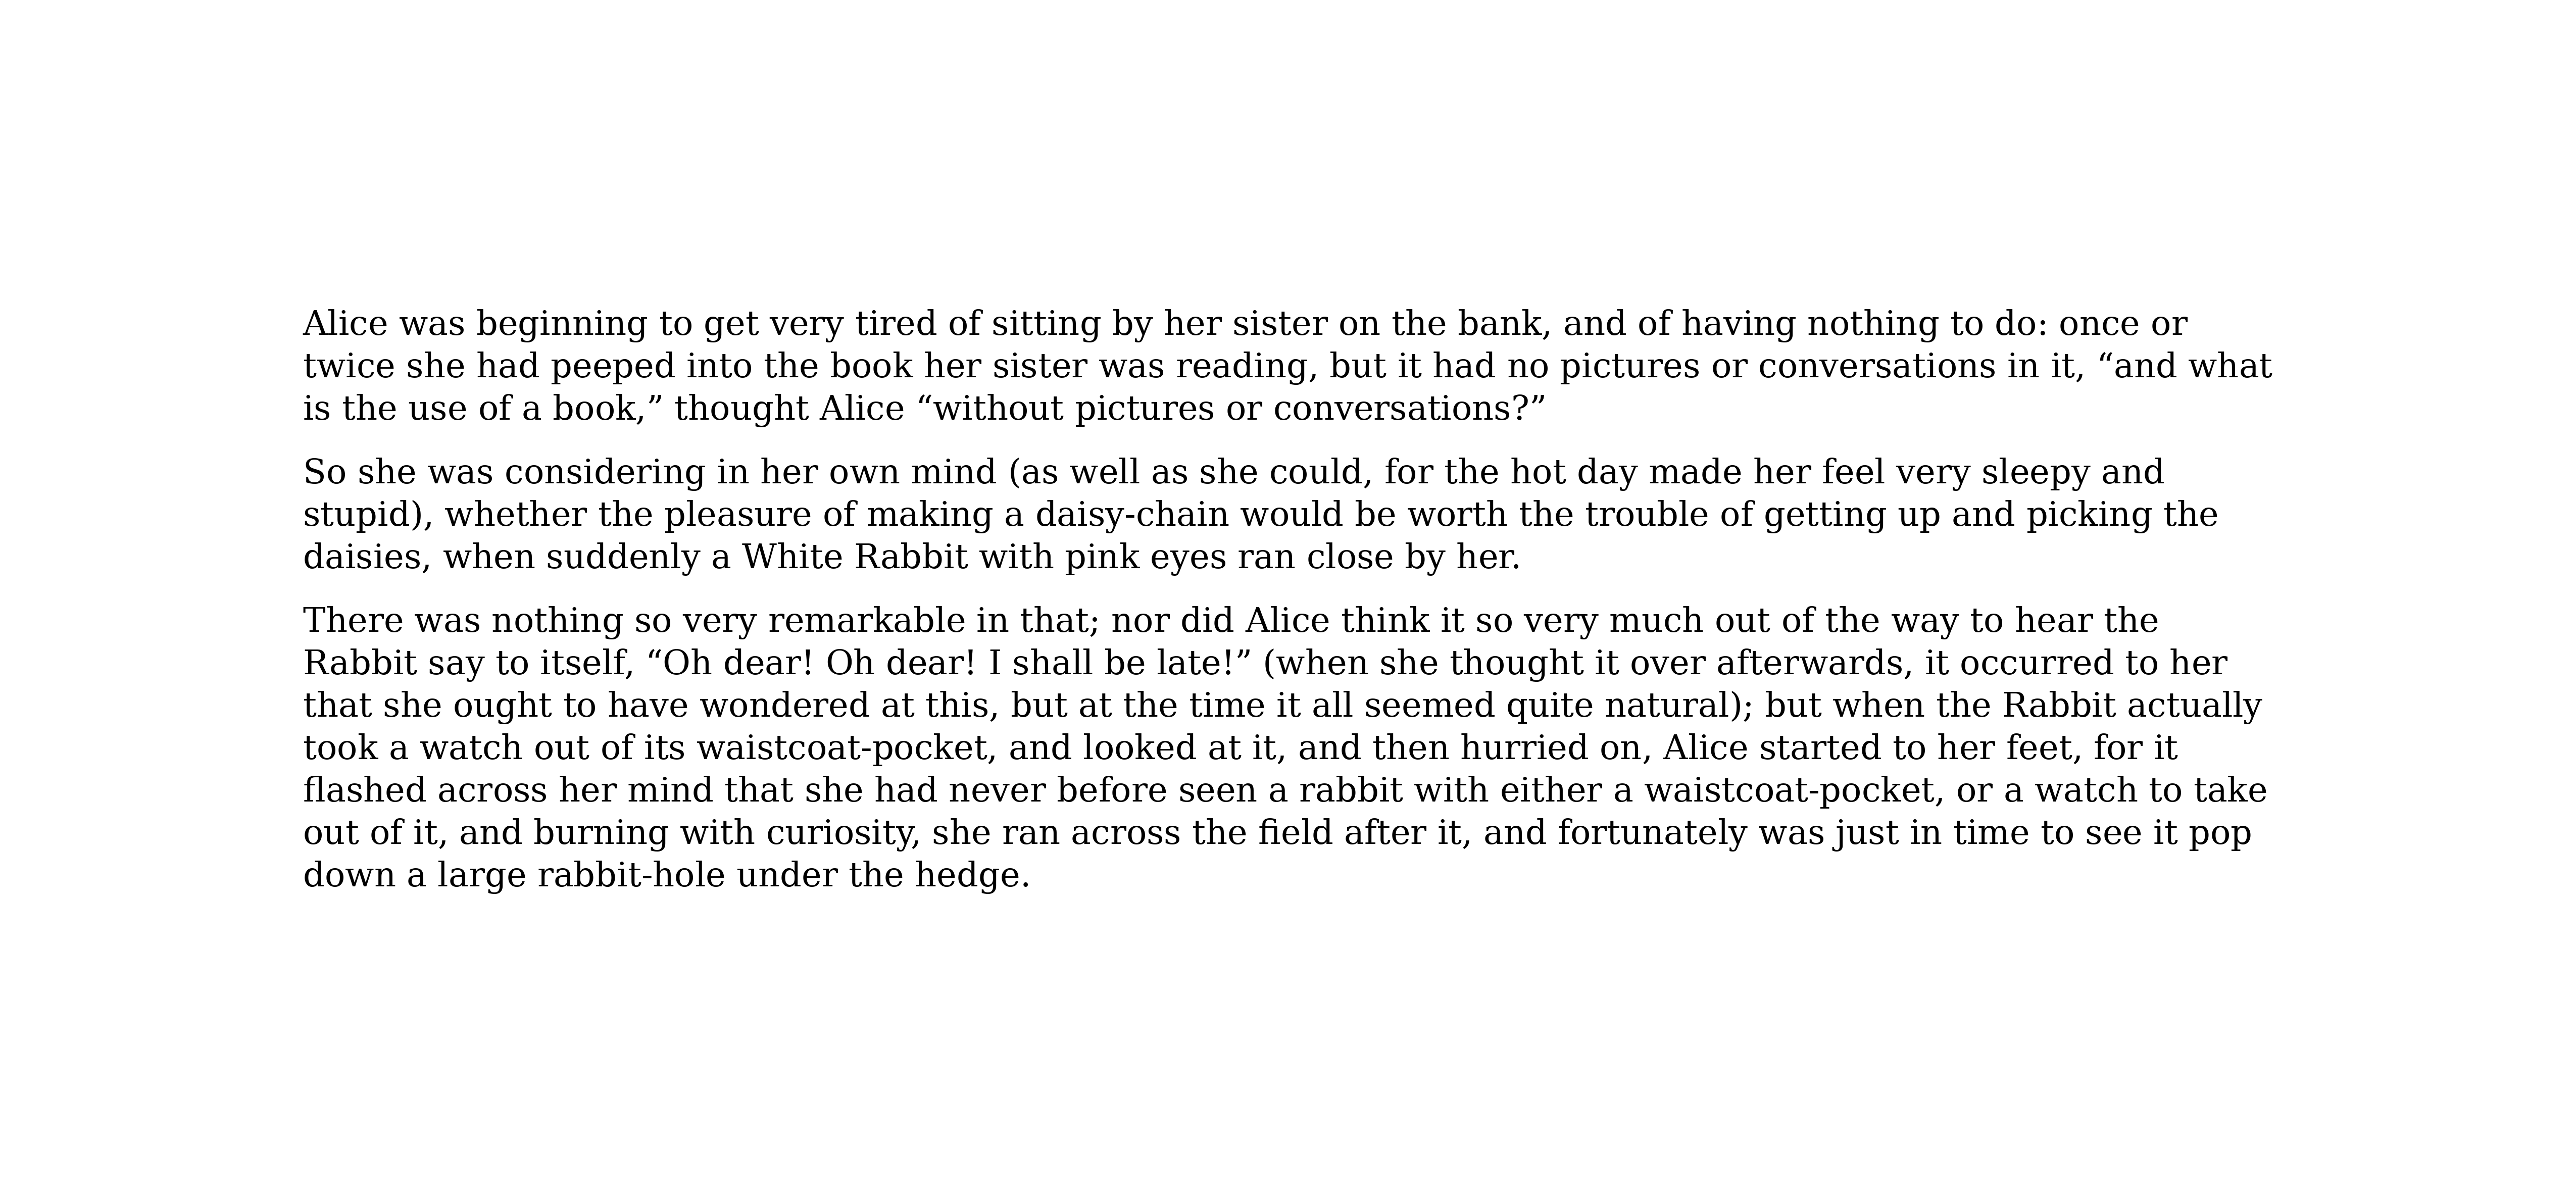 Alice was beginning to get very tired of sitting by her sister on the bank, and of having nothing to do: once or
twice she had peeped into the book her sister was reading, but it had no pictures or conversations in it, “and what
is the use of a book,” thought Alice “without pictures or conversations?”
So she was considering in her own mind (as well as she could, for the hot day made her feel very sleepy and
stupid), whether the pleasure of making a daisy-chain would be worth the trouble of getting up and picking the
daisies, when suddenly a White Rabbit with pink eyes ran close by her.
There was nothing so very remarkable in that; nor did Alice think it so very much out of the way to hear the
Rabbit say to itself, “Oh dear! Oh dear! I shall be late!” (when she thought it over afterwards, it occurred to her
that she ought to have wondered at this, but at the time it all seemed quite natural); but when the Rabbit actually
took a watch out of its waistcoat-pocket, and looked at it, and then hurried on, Alice started to her feet, for it
flashed across her mind that she had never before seen a rabbit with either a waistcoat-pocket, or a watch to take
out of it, and burning with curiosity, she ran across the field after it, and fortunately was just in time to see it pop
down a large rabbit-hole under the hedge.